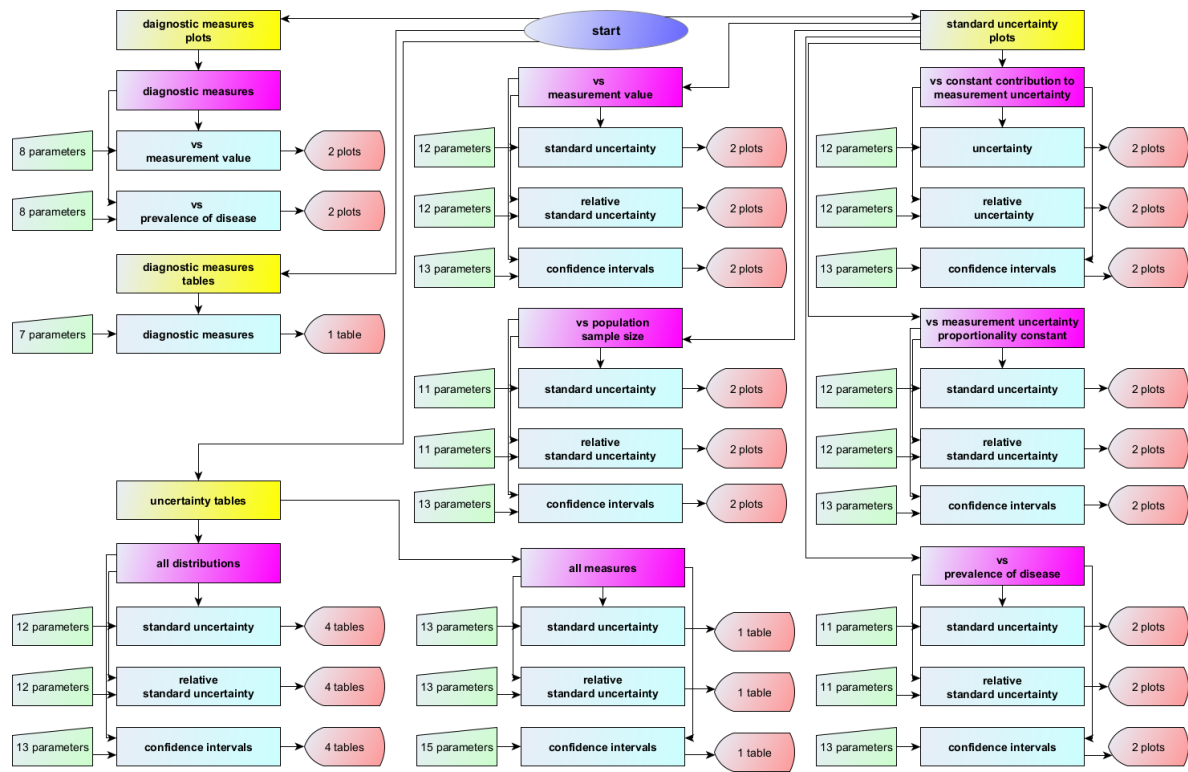 daignostic measures
plots
start
standard uncertainty
plots
diagnostic measures
vs
measurement value
vs constant contribution to
measurement uncertainty
8 parameters
vs
measurement value
2 plots
12 parameters
standard uncertainty
2 plots
12 parameters
uncertainty
2 plots
8 parameters
vs
prevalence of disease
2 plots
12 parameters
relative
standard uncertainty
2 plots
12 parameters
relative
uncertainty
2 plots
diagnostic measures
tables
13 parameters
confidence intervals
2 plots
13 parameters
confidence intervals
2 plots
7 parameters
diagnostic measures
1 table
vs population
sample size
vs measurement uncertainty
proportionality constant
11 parameters
standard uncertainty
2 plots
12 parameters
standard uncertainty
2 plots
11 parameters
relative
standard uncertainty
2 plots
12 parameters
relative
standard uncertainty
2 plots
uncertainty tables
13 parameters
confidence intervals
2 plots
13 parameters
confidence intervals
2 plots
all distributions
all measures
vs
prevalence of disease
12 parameters
standard uncertainty
4 tables
13 parameters
standard uncertainty
1 table
11 parameters
standard uncertainty
2 plots
12 parameters
relative
standard uncertainty
4 tables
13 parameters
relative
standard uncertainty
1 table
11 parameters
relative
standard uncertainty
2 plots
13 parameters
confidence intervals
4 tables
15 parameters
confidence intervals
1 table
13 parameters
confidence intervals
2 plots